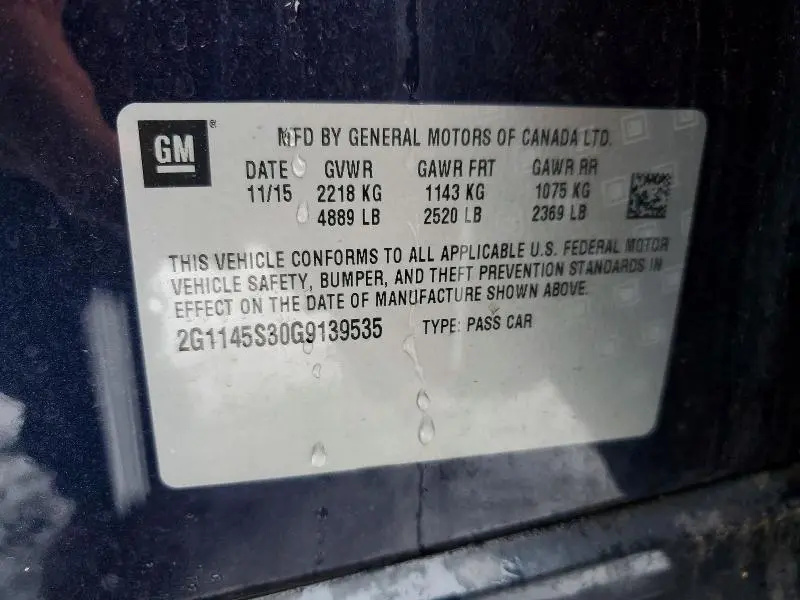 GM®
MFD BY GENERAL MOTORS OF CANADA LTD.
DATE GVWR GAWR FRT GAWR RR
11/15 2218 KG 1143 KG 1075 KG
4889 LB 2520 LB 2369 LB
THIS VEHICLE CONFORMS TO ALL APPLICABLE U.S. FEDERAL MOTOR
VEHICLE SAFETY, BUMPER, AND THEFT PREVENTION STANDARDS IN
EFFECT ON THE DATE OF MANUFACTURE SHOWN ABOVE.
2G1145S30G9139535 TYPE: PASS CAR